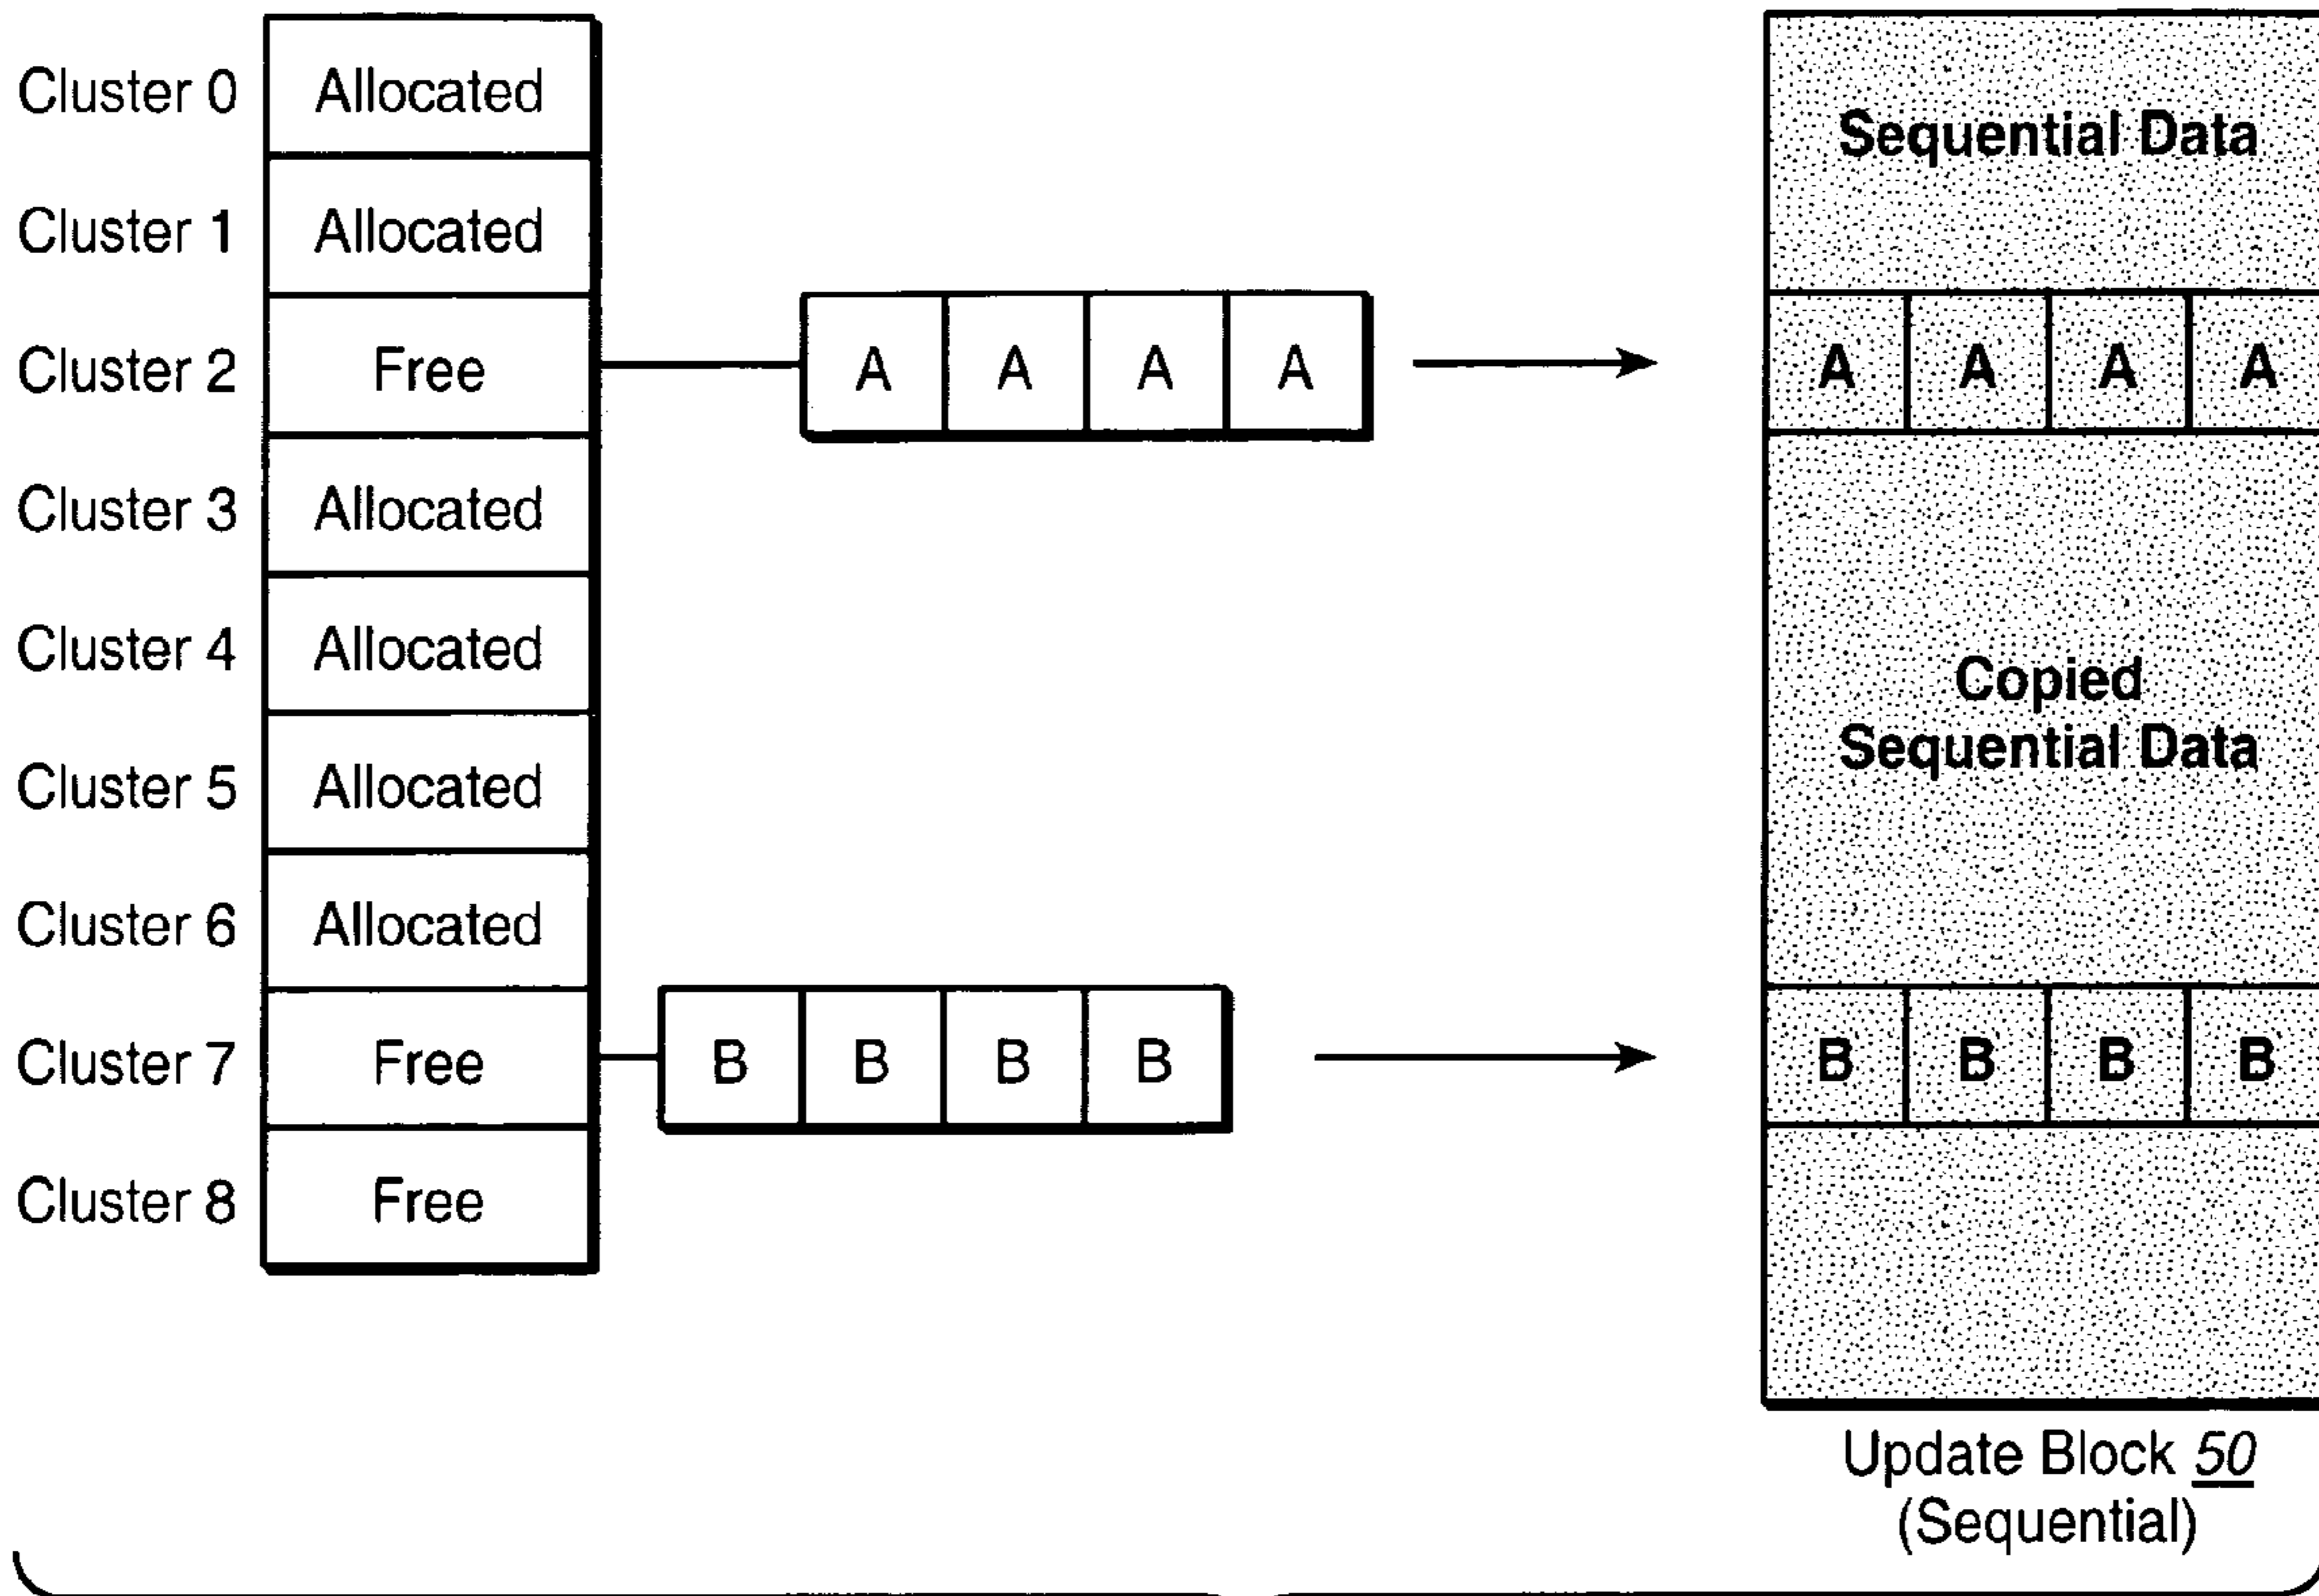 Cluster 0 Allocated
Cluster 1 Allocated
Cluster 2 Free A A A A
Cluster 3 Allocated
Cluster 4 Allocated
Cluster 5 Allocated
Cluster 6 Allocated
Cluster 7 Free B B B B
Cluster 8 Free
Sequential Data
A A A A
Copied
Sequential Data
B B B B
Update Block 50
(Sequential)